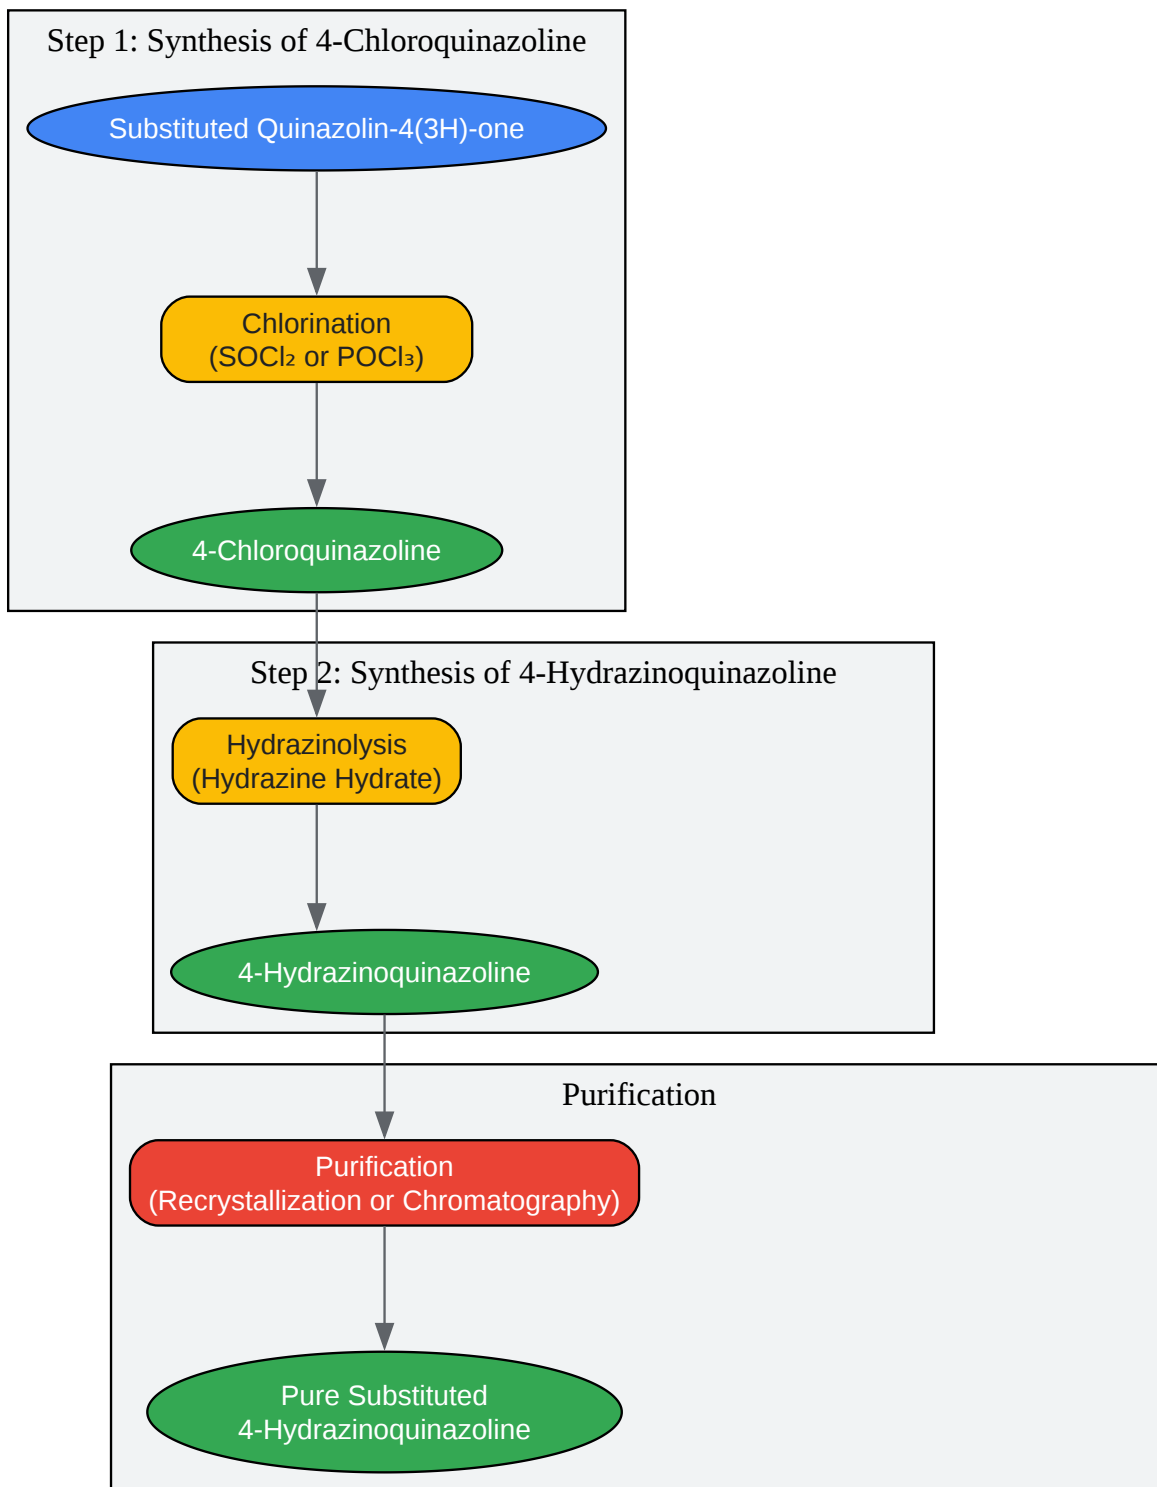 Step 1: Synthesis of 4-Chloroquinazoline
Substituted Quinazolin-4(3H)-one
Chlorination
(SOCl₂ or POCl₃)
4-Chloroquinazoline
Step 2: Synthesis of 4-Hydrazinoquinazoline
Hydrazinolysis
(Hydrazine Hydrate)
4-Hydrazinoquinazoline
Purification
Purification
(Recrystallization or Chromatography)
Pure Substituted
4-Hydrazinoquinazoline